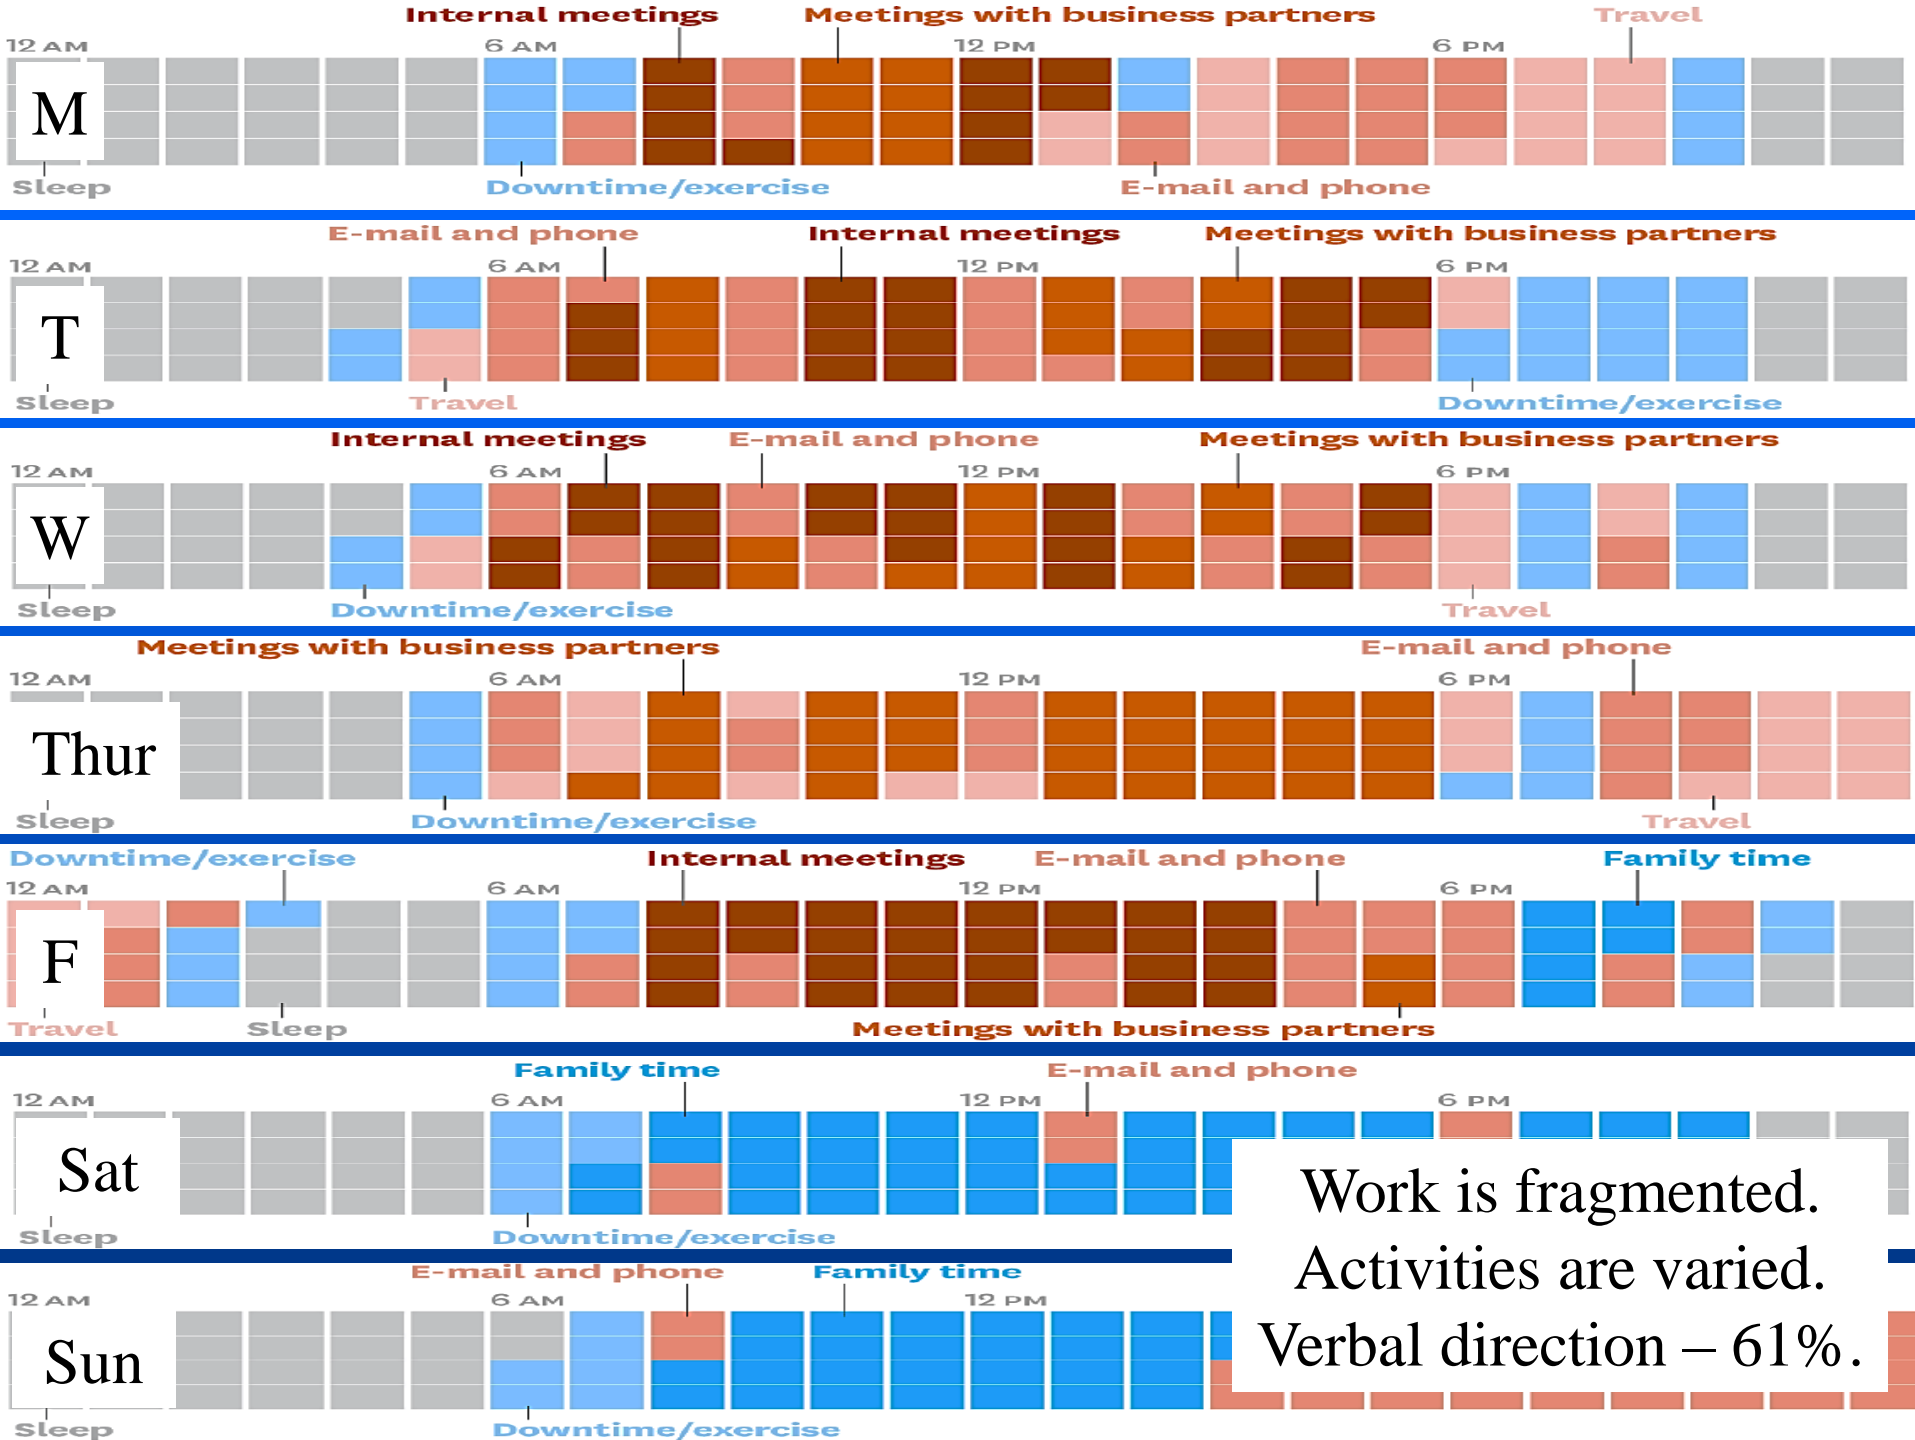 Internal meetings Meetings with business partners Travel
12 AM 6 AM 12 PM 6 PM
M
Sleep Downtime/exercise E-mail and phone
E-mail and phone Internal meetings Meetings with business partners
12 AM 6 AM 12 PM 6 PM
T
Sleep Travel Downtime/exercise
Internal meetings E-mail and phone Meetings with business partners
12 AM 6 AM 12 PM 6 PM
W
Sleep Downtime/exercise Travel
Meetings with business partners E-mail and phone
12 AM 6 AM 12 PM 6 PM
Thur
Sleep Downtime/exercise Travel
Downtime/exercise Internal meetings E-mail and phone Family time
12 AM 6 AM 12 PM 6 PM
F
Travel Sleep Meetings with business partners
Family time E-mail and phone
12 AM 6 AM 12 PM 6 PM
Sat
Sleep Downtime/exercise
E-mail and phone Family time
12 AM 6 AM 12 PM
Sun
Sleep Downtime/exercise
Work is fragmented.
Activities are varied.
Verbal direction – 61%.